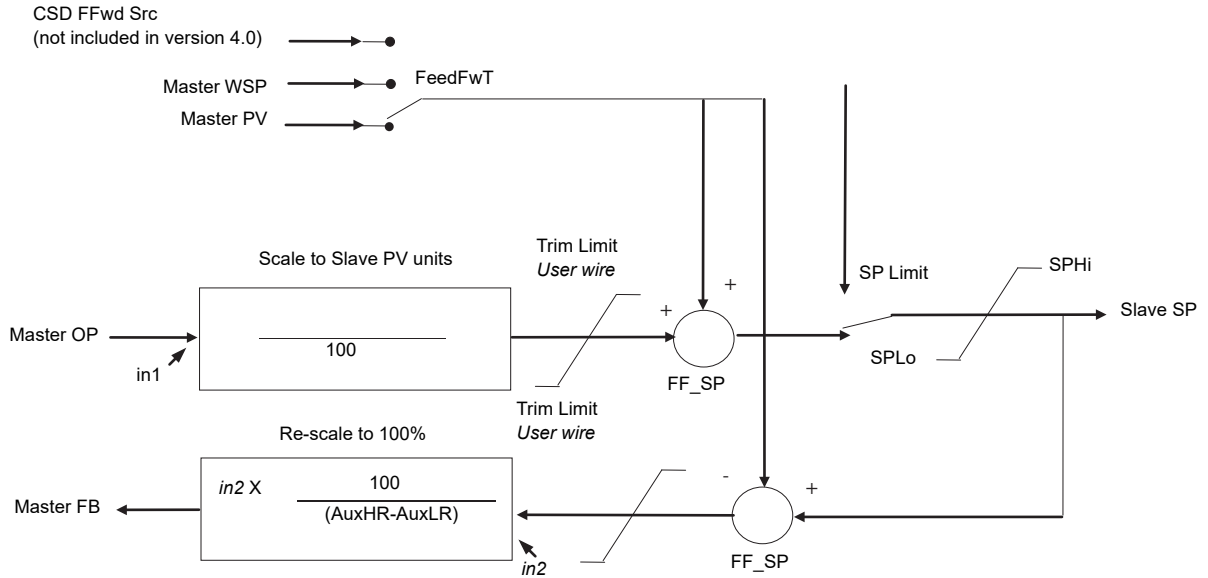 CSD FFwd Src
(not included in version 4.0)
Master WSP
FeedFwT
Master PV
Trim Limit
User wire
Scale to Slave PV units
SP Limit
SPHi
+
+
Master OP
100
Slave SP
in1
SPLo
FF_SP
Trim Limit
User wire
Re-scale to 100%
in2 X
100
(AuxHR-AuxLR)
-
+
Master FB
FF_SP
in2